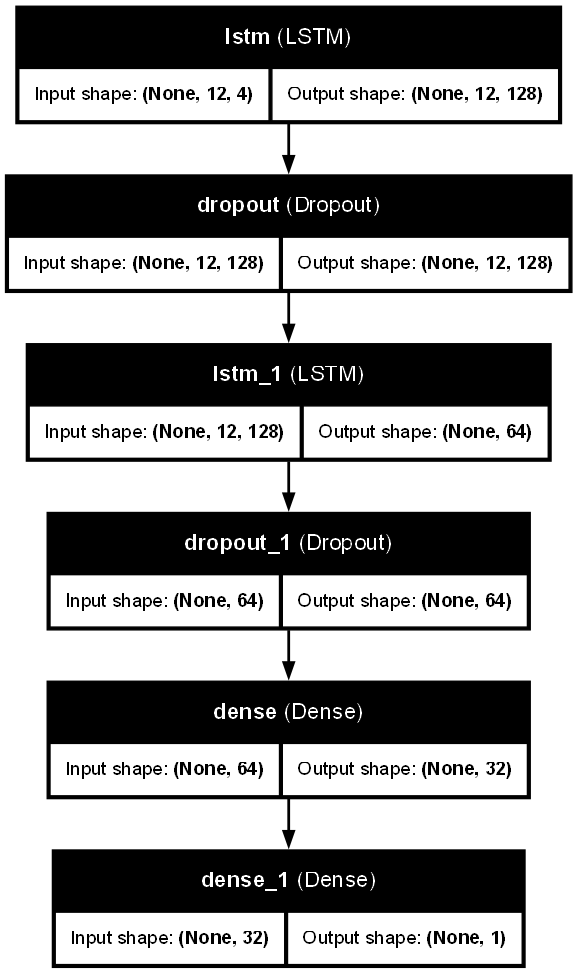 lstm (LSTM)
Input shape: (None, 12, 4) Output shape: (None, 12, 128)
dropout (Dropout)
Input shape: (None, 12, 128) Output shape: (None, 12, 128)
lstm_1 (LSTM)
Input shape: (None, 12, 128) Output shape: (None, 64)
dropout_1 (Dropout)
Input shape: (None, 64) Output shape: (None, 64)
dense (Dense)
Input shape: (None, 64) Output shape: (None, 32)
dense_1 (Dense)
Input shape: (None, 32) Output shape: (None, 1)